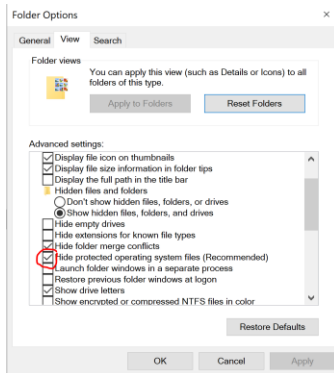 Folder Options
General View Search
Folder views
You can apply this view (such as Details or Icons) to all
folders of this type.
Apply to Folders Reset Folders
Advanced settings:
Display file icon on thumbnails
Display file size information in folder tips
Display the full path in the title bar
Hidden files and folders
Don't show hidden files, folders, or drives
Show hidden files, folders, and drives
Hide empty drives
Hide extensions for known file types
Hide folder merge conflicts
Hide protected operating system files (Recommended)
Launch folder windows in a separate process
Restore previous folder windows at logon
Show drive letters
Show encrypted or compressed NTFS files in color
Restore Defaults
OK Cancel Apply